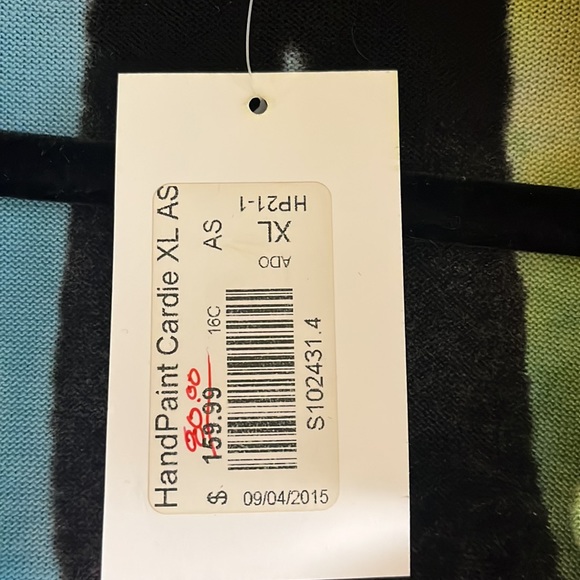 HandPaint Cardie XL AS
80.00
$ 159.99 16C AS
ADO
XL
HP21-1
S102431.4
09/04/2015